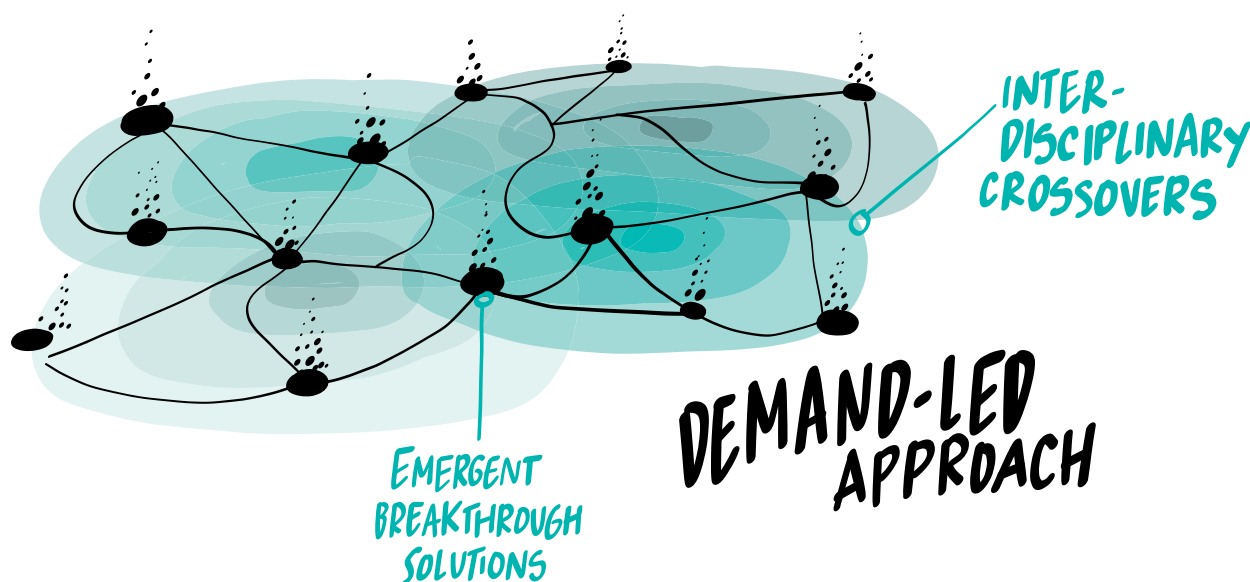 INTER-
DISCIPLINARY
CROSSOVERS
DEMAND-LED
APPROACH
EMERGENT
BREAKTHROUGH
SOLUTIONS